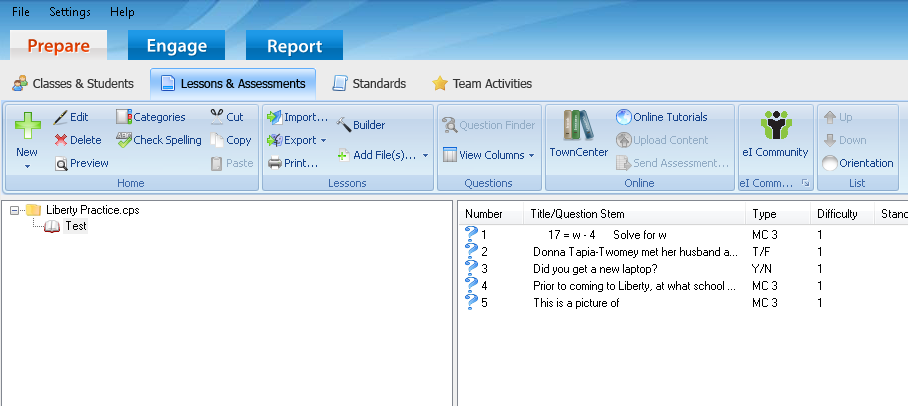 File Settings Help
Prepare Engage Report
Classes & Students Lessons & Assessments Standards Team Activities
New
Edit Categories Cut
Delete Check Spelling Copy
Preview Paste
Home
Import... Builder
Export
Print... Add File(s)...
Lessons
Question Finder
View Columns
Questions
TownCenter
Online Tutorials
Upload Content
Send Assessment...
Online
eI Community
eI Comm...
Up
Down
Orientation
List
Liberty Practice.cps
Test
Number Title/Question Stem Type Difficulty Stand
1 17 = w - 4 Solve for w MC 3 1
2 Donna Tapia-Twomey met her husband a... T/F 1
3 Did you get a new laptop? Y/N 1
4 Prior to coming to Liberty, at what school ... MC 3 1
5 This is a picture of MC 3 1